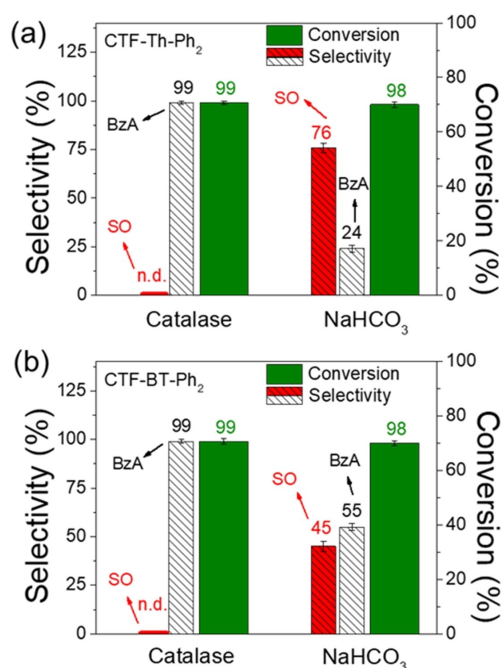 (a)
CTF-Th-Ph2
Conversion
Selectivity
Selectivity (%)
Conversion (%)
125
100
75
50
25
0
100
80
60
40
20
0
BzA
99
99
SO
n.d.
SO
76
BzA
24
98
Catalase
NaHCO3
(b)
CTF-BT-Ph2
Conversion
Selectivity
Selectivity (%)
Conversion (%)
125
100
75
50
25
0
100
80
60
40
20
0
BzA
99
99
SO
n.d.
SO
45
BzA
55
98
Catalase
NaHCO3